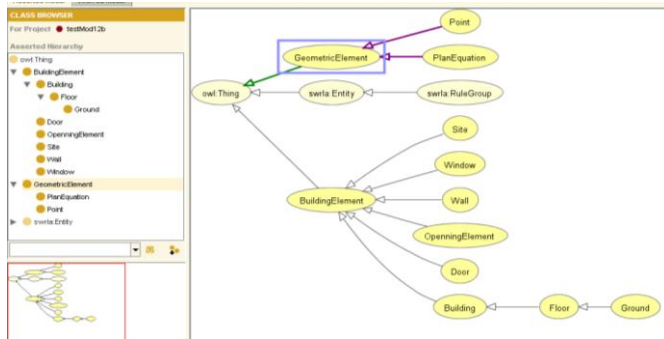 CLASS BROWSER
For Project testMod12b
Asserted Hierarchy
owl:Thing
BuildingElement
Building
Floor
Ground
Door
OpenningElement
Site
Wall
Window
GeometricElement
PlanEquation
Point
swrla:Entity
Point
GeometricElement
PlanEquation
owl:Thing
swrla:Entity
swrla:RuleGroup
Site
Window
BuildingElement
Wall
OpenningElement
Door
Building
Floor
Ground